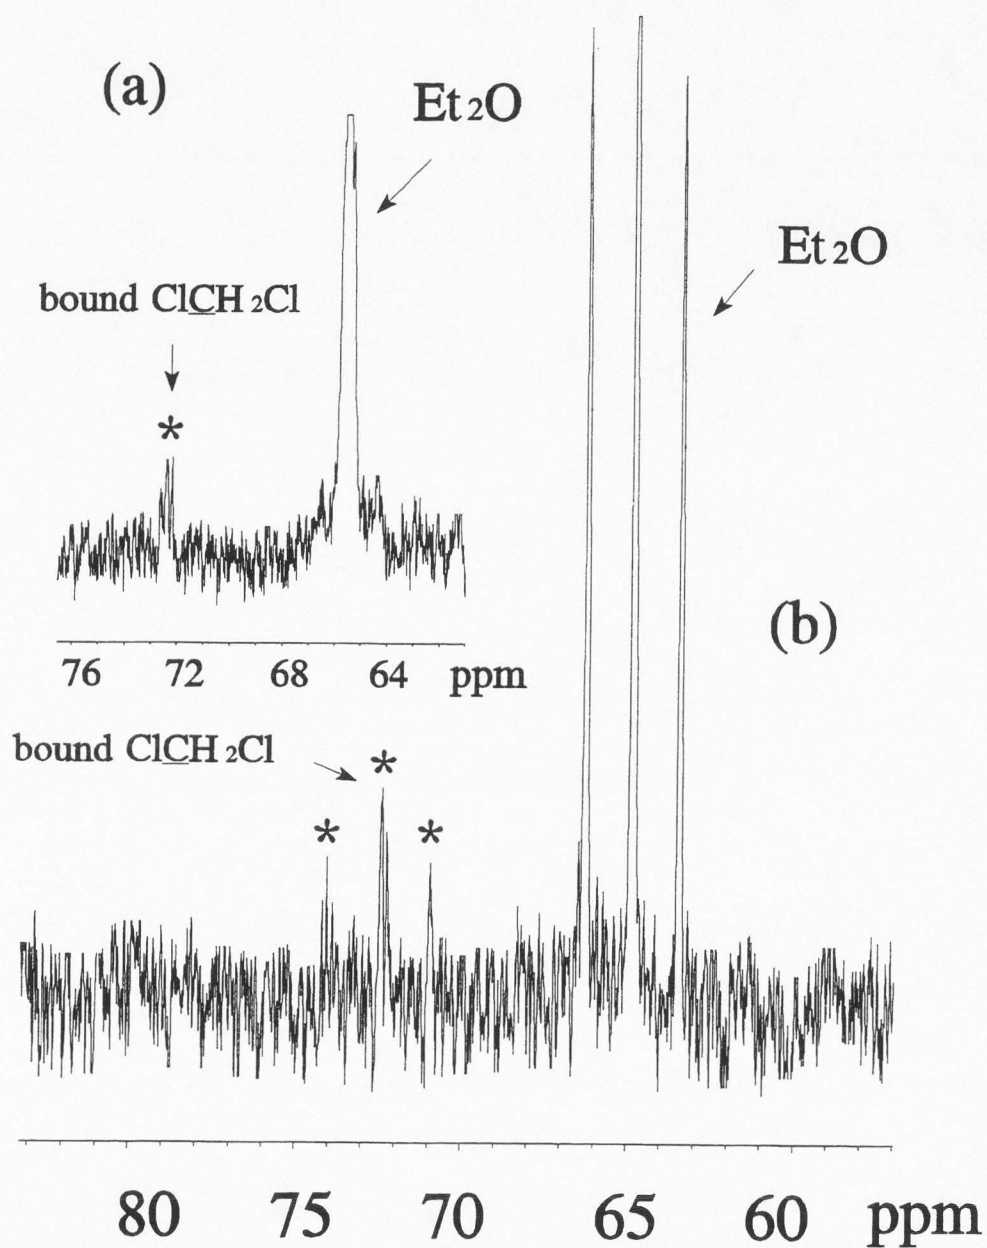 (a)
Et₂O
bound ClCH₂Cl
*
76 72 68 64 ppm
Et₂O
(b)
bound ClCH₂Cl
* * *
80 75 70 65 60 ppm